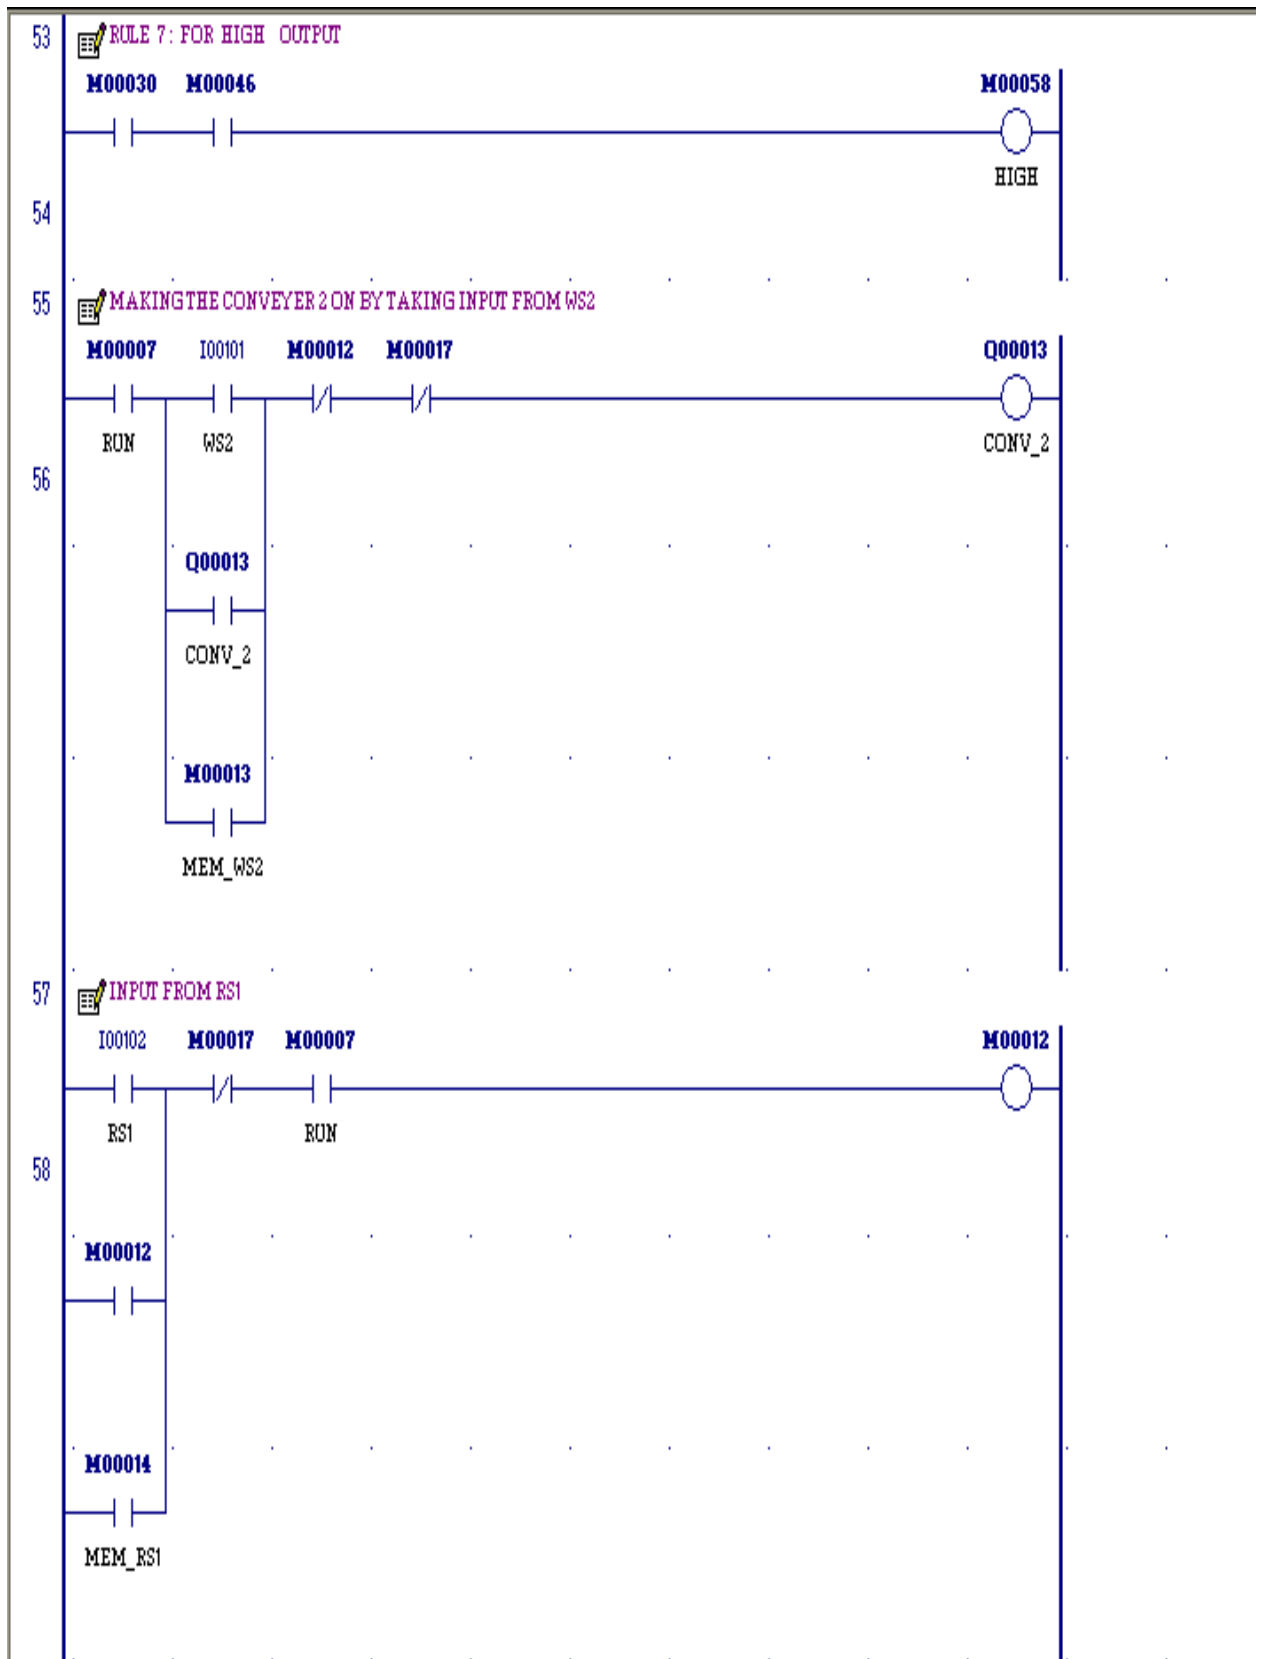 53 RULE 7: FOR HIGH OUTPUT
M00030 M00046 M00058
HIGH
54
55 MAKING THE CONVEYER 2 ON BY TAKING INPUT FROM WS2
M00007 I00101 M00012 M00017 Q00013
RUN WS2 CONV_2
56
Q00013
CONV_2
M00013
MEM_WS2
57 INPUT FROM RS1
I00102 M00017 M00007 M00012
RS1 RUN
58
M00012
M00014
MEM_RS1